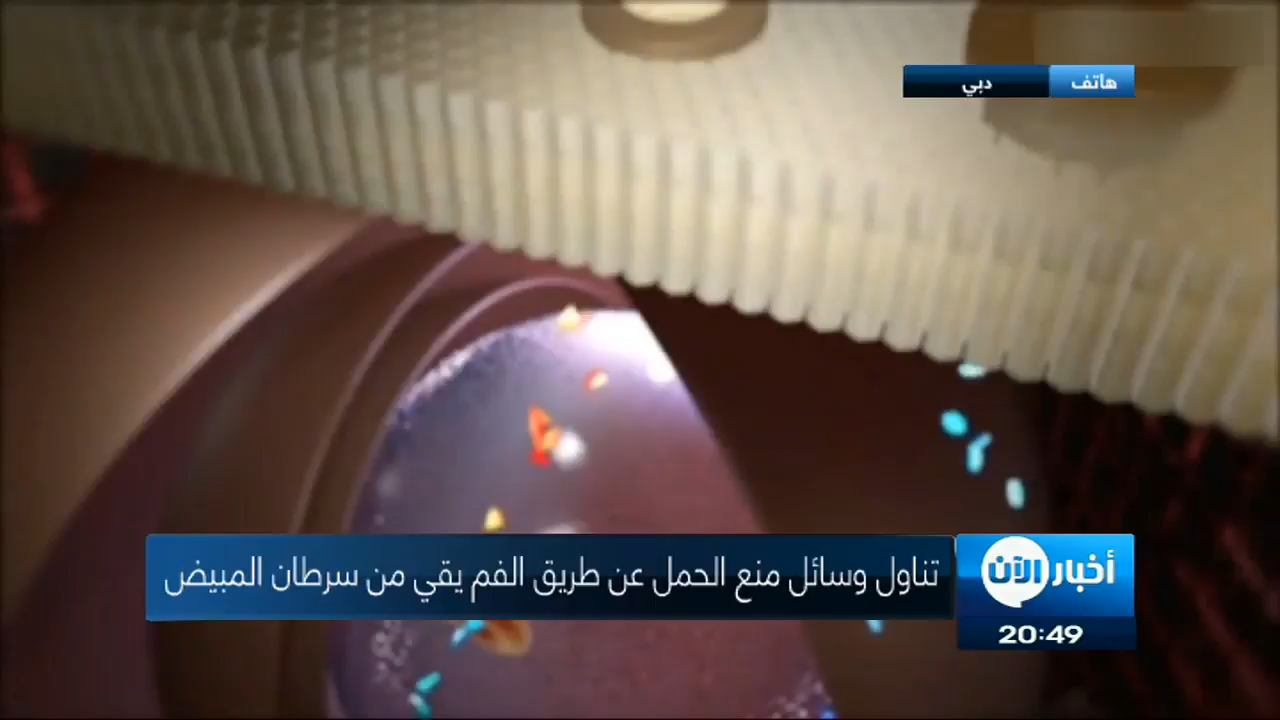 هاتف دبي
تناول وسائل منع الحمل عن طريق الفم يقي من سرطان المبيض
أخبار الآن
20:49